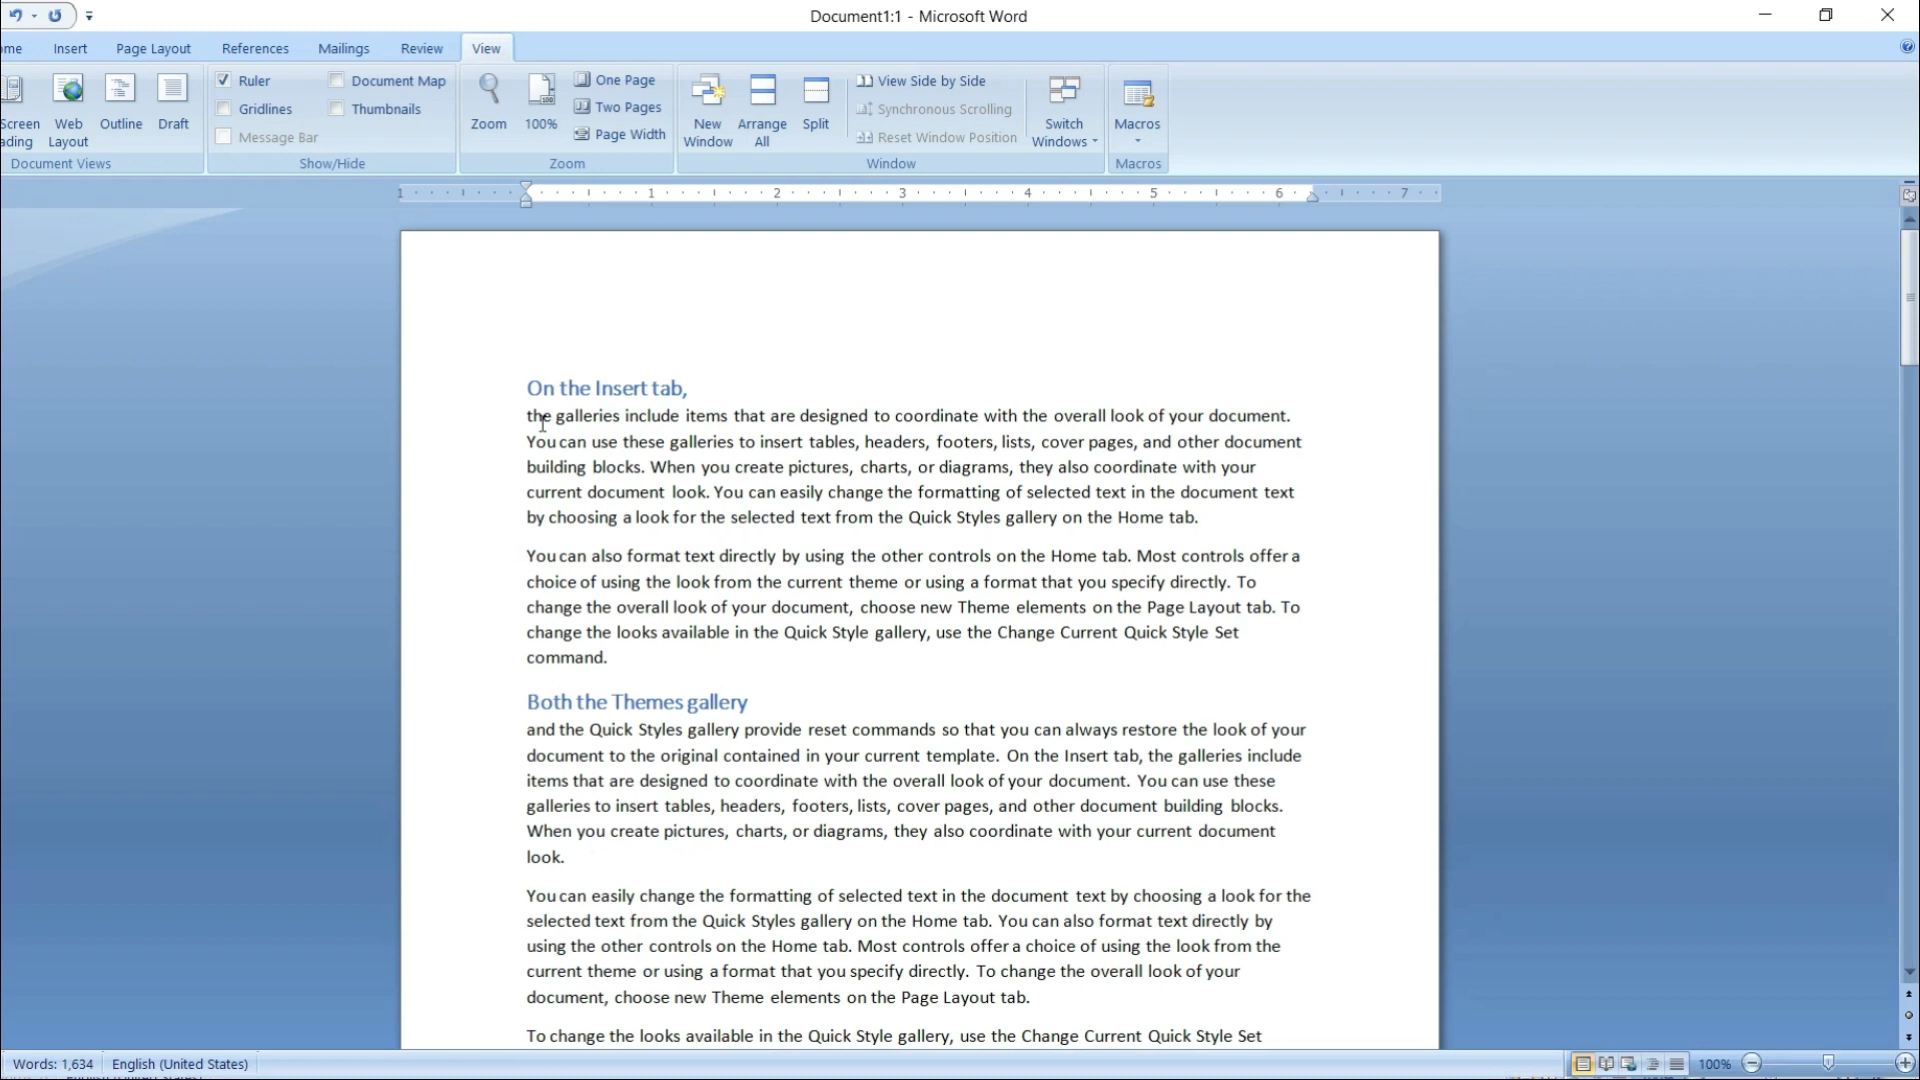 Document1:1 - Microsoft Word
ome Insert Page Layout References Mailings Review View
Screen
ading
Web
Layout
Outline
Draft
Document Views
Ruler
Gridlines
Message Bar
Document Map
Thumbnails
Show/Hide
Zoom
100%
One Page
Two Pages
Page Width
Zoom
New
Window
Arrange
All
Split
View Side by Side
Synchronous Scrolling
Reset Window Position
Switch
Windows
Window
Macros
Macros
1 1 2 3 4 5 6 7
On the Insert tab,
the galleries include items that are designed to coordinate with the overall look of your document.
You can use these galleries to insert tables, headers, footers, lists, cover pages, and other document
building blocks. When you create pictures, charts, or diagrams, they also coordinate with your
current document look. You can easily change the formatting of selected text in the document text
by choosing a look for the selected text from the Quick Styles gallery on the Home tab.
You can also format text directly by using the other controls on the Home tab. Most controls offer a
choice of using the look from the current theme or using a format that you specify directly. To
change the overall look of your document, choose new Theme elements on the Page Layout tab. To
change the looks available in the Quick Style gallery, use the Change Current Quick Style Set
command.
Both the Themes gallery
and the Quick Styles gallery provide reset commands so that you can always restore the look of your
document to the original contained in your current template. On the Insert tab, the galleries include
items that are designed to coordinate with the overall look of your document. You can use these
galleries to insert tables, headers, footers, lists, cover pages, and other document building blocks.
When you create pictures, charts, or diagrams, they also coordinate with your current document
look.
You can easily change the formatting of selected text in the document text by choosing a look for the
selected text from the Quick Styles gallery on the Home tab. You can also format text directly by
using the other controls on the Home tab. Most controls offer a choice of using the look from the
current theme or using a format that you specify directly. To change the overall look of your
document, choose new Theme elements on the Page Layout tab.
To change the looks available in the Quick Style gallery, use the Change Current Quick Style Set
Words: 1,634 English (United States) 100%